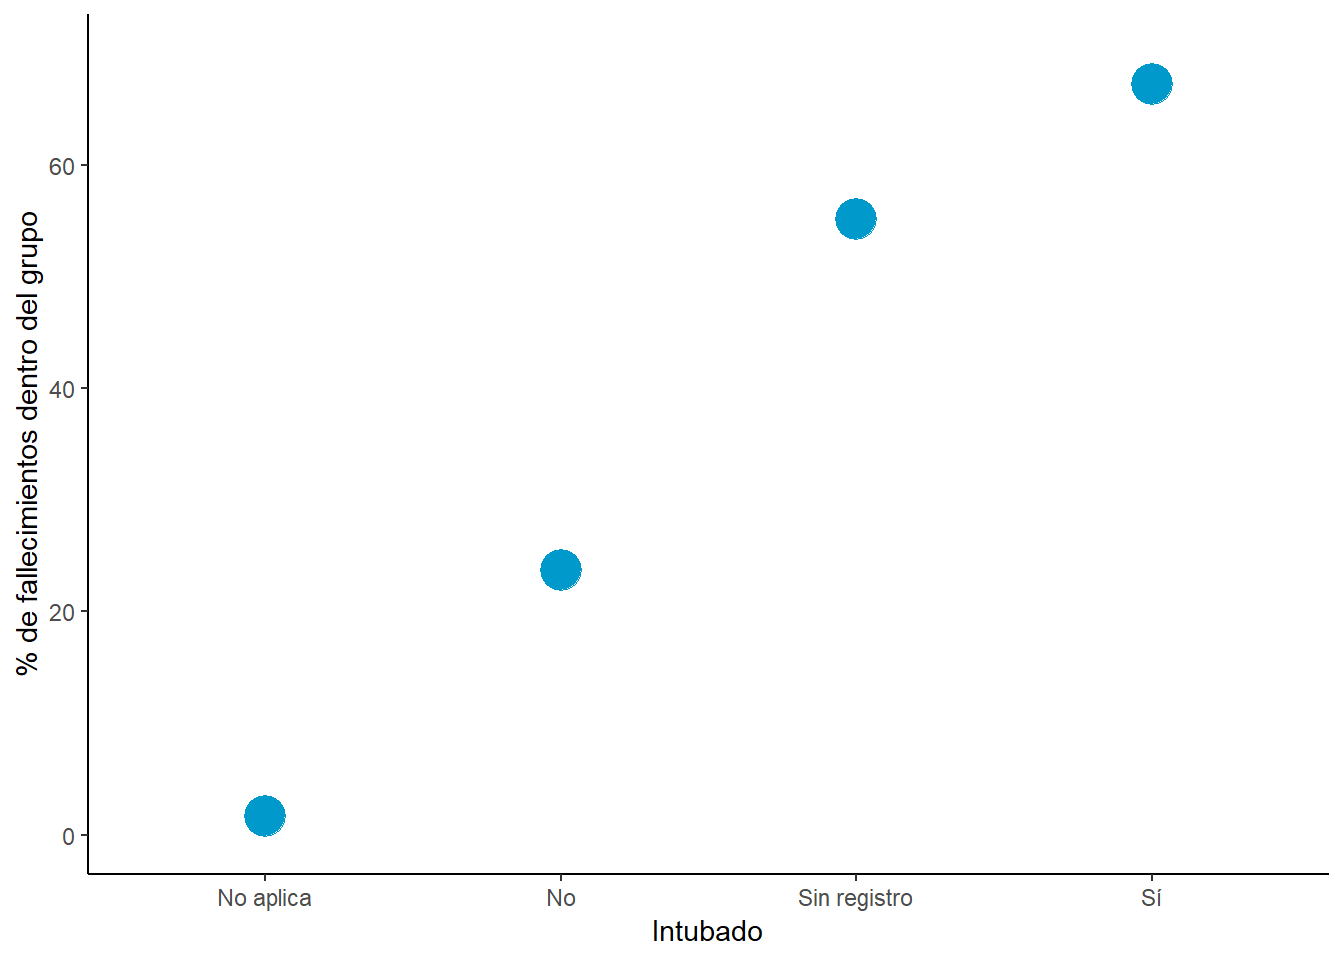 % de fallecimientos dentro del grupo
60
40
20
0
No aplica
No
Sin registro
Sí
Intubado